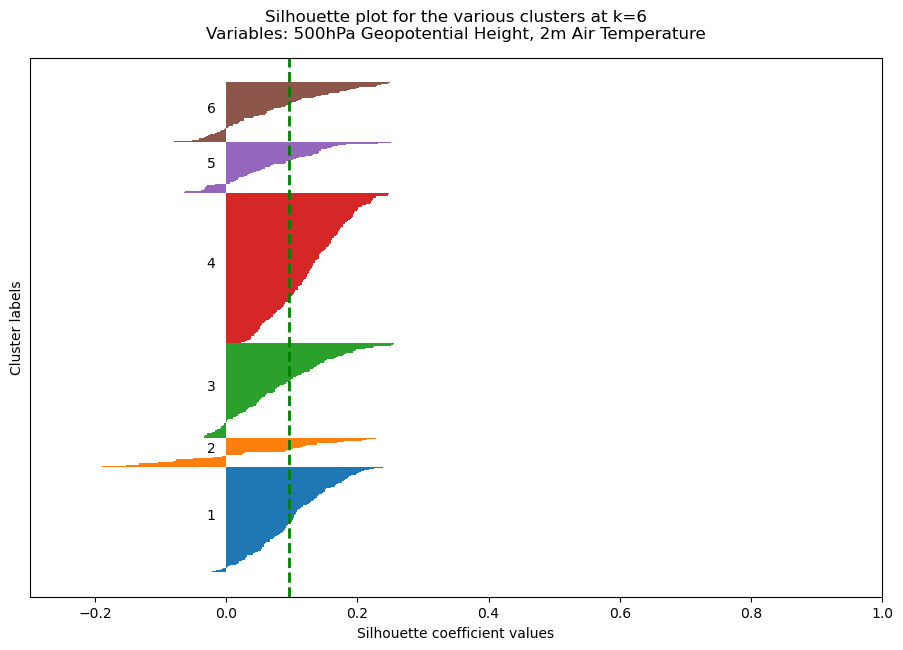 Silhouette plot for the various clusters at k=6
Variables: 500hPa Geopotential Height, 2m Air Temperature
Cluster labels
6
5
4
3
2
1
−0.2 0.0 0.2 0.4 0.6 0.8 1.0
Silhouette coefficient values